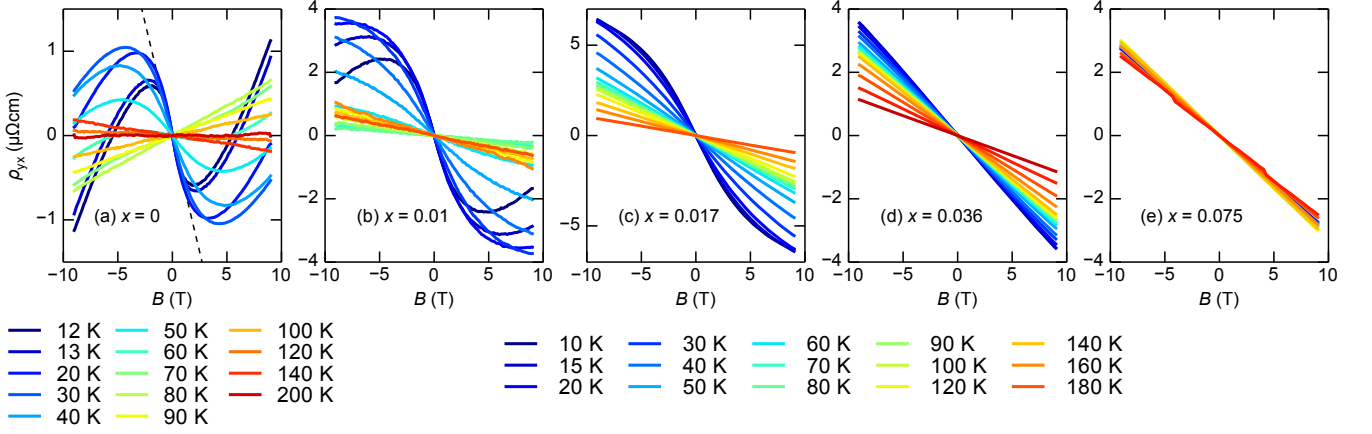 ρyx (μΩcm)
1
0
−1
(a) x = 0
−10 −5 0 5 10
B (T)
4
2
0
−2
−4
(b) x = 0.01
−10 −5 0 5 10
B (T)
5
0
−5
(c) x = 0.017
−10 −5 0 5 10
B (T)
4
2
0
−2
−4
(d) x = 0.036
−10 −5 0 5 10
B (T)
4
2
0
−2
−4
(e) x = 0.075
−10 −5 0 5 10
B (T)
12 K 50 K 100 K
13 K 60 K 120 K
20 K 70 K 140 K
30 K 80 K 200 K
40 K 90 K
10 K 30 K 60 K 90 K 140 K
15 K 40 K 70 K 100 K 160 K
20 K 50 K 80 K 120 K 180 K